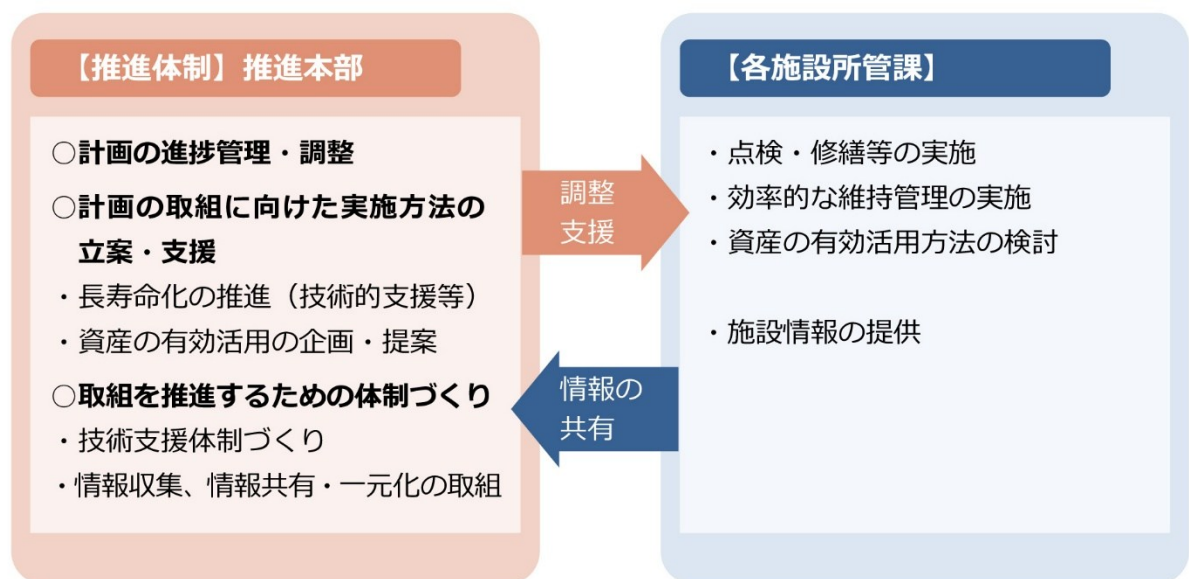 【推進体制】推進本部
○計画の進捗管理・調整
○計画の取組に向けた実施方法の
立案・支援
・長寿命化の推進（技術的支援等）
・資産の有効活用の企画・提案
○取組を推進するための体制づくり
・技術支援体制づくり
・情報収集、情報共有・一元化の取組
調整
支援
情報の
共有
【各施設所管課】
・点検・修繕等の実施
・効率的な維持管理の実施
・資産の有効活用方法の検討
・施設情報の提供